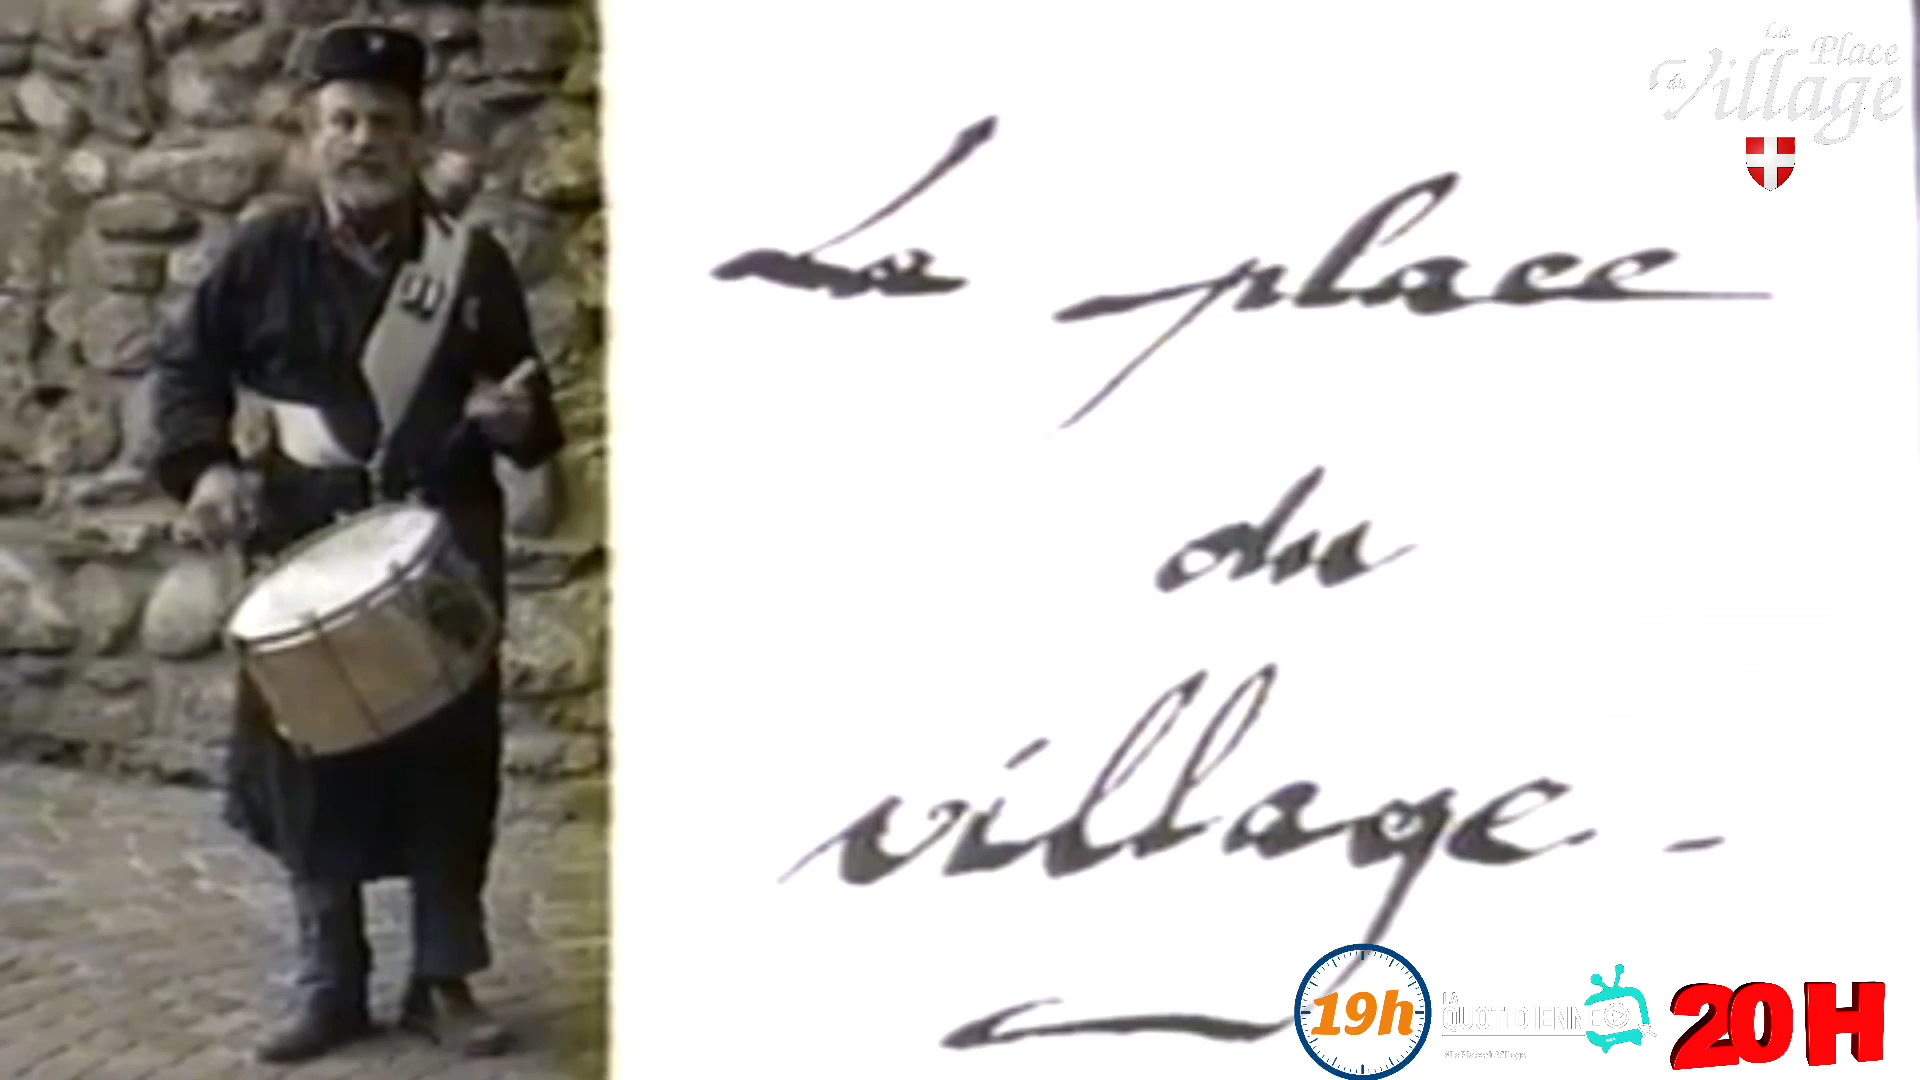 La
Place
du Village
La place
du
village
19h
LA
QUOTIDIENNE
20H